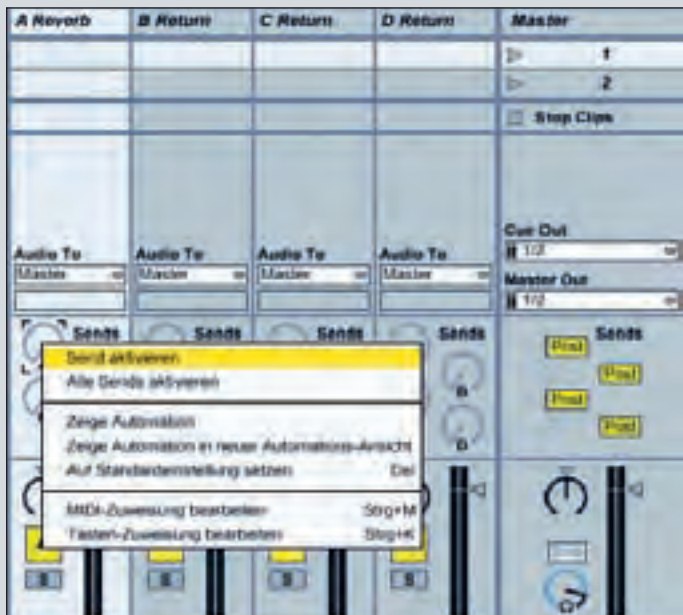 A Reverb B Return C Return D Return Master
1
2
Stop Clips
Cue Out
Audio To Audio To Audio To Audio To
1/2
Master Master Master Master
Master Out
1/2
Sends Sends Sends Sends Sends
Post
Send aktivieren
Post
Alle Sends aktivieren
B
Post
Zeige Automation
Post
Zeige Automation in neuer Automations-Ansicht
D
Auf Standardeinstellung setzen Del
MIDI-Zuweisung bearbeiten Strg+M
Tasten-Zuweisung bearbeiten Strg+K
S S S S